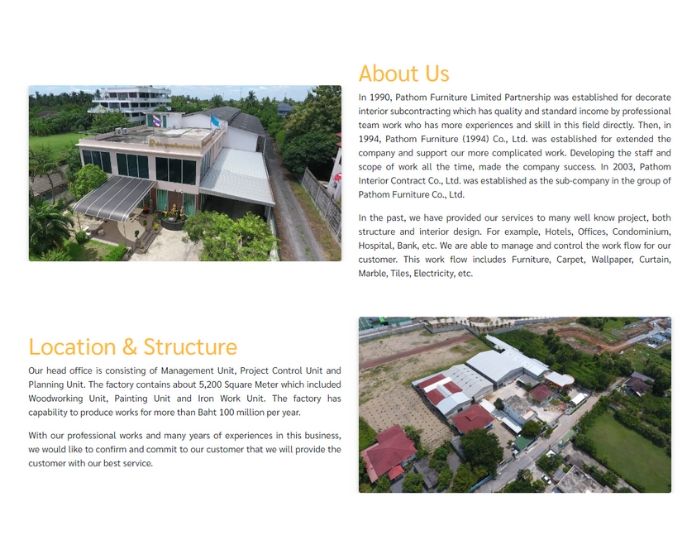 About Us
In 1990, Pathom Furniture Limited Partnership was established for decorate
interior subcontracting which has quality and standard income by professional
team work who has more experiences and skill in this field directly. Then, in
1994, Pathom Furniture (1994) Co., Ltd. was established for extended the
company and support our more complicated work. Developing the staff and
scope of work all the time, made the company success. In 2003, Pathom
Interior Contract Co., Ltd. was established as the sub-company in the group of
Pathom Furniture Co., Ltd.
In the past, we have provided our services to many well know project, both
structure and interior design. For example, Hotels, Offices, Condominium,
Hospital, Bank, etc. We are able to manage and control the work flow for our
customer. This work flow includes Furniture, Carpet, Wallpaper, Curtain,
Marble, Tiles, Electricity, etc.
Location & Structure
Our head office is consisting of Management Unit, Project Control Unit and
Planning Unit. The factory contains about 5,200 Square Meter which included
Woodworking Unit, Painting Unit and Iron Work Unit. The factory has
capability to produce works for more than Baht 100 million per year.
With our professional works and many years of experiences in this business,
we would like to confirm and commit to our customer that we will provide the
customer with our best service.